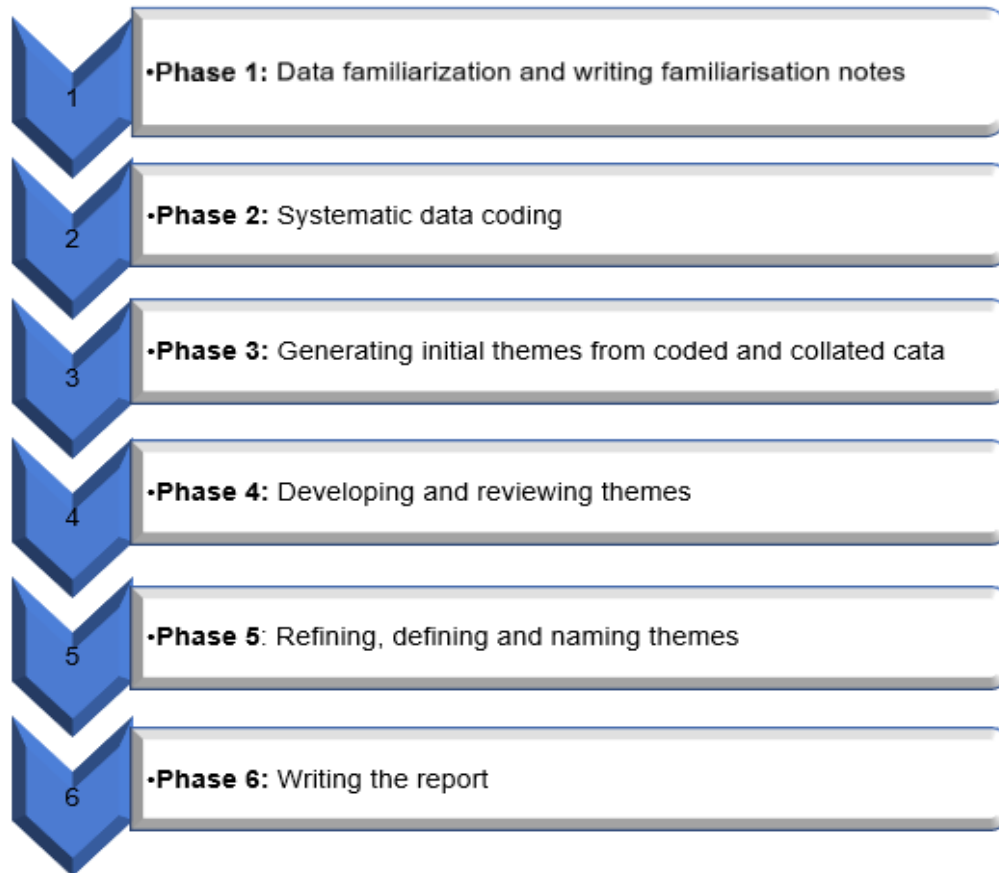 1
•Phase 1: Data familiarization and writing familiarisation notes
2
•Phase 2: Systematic data coding
3
•Phase 3: Generating initial themes from coded and collated cata
4
•Phase 4: Developing and reviewing themes
5
•Phase 5: Refining, defining and naming themes
6
•Phase 6: Writing the report